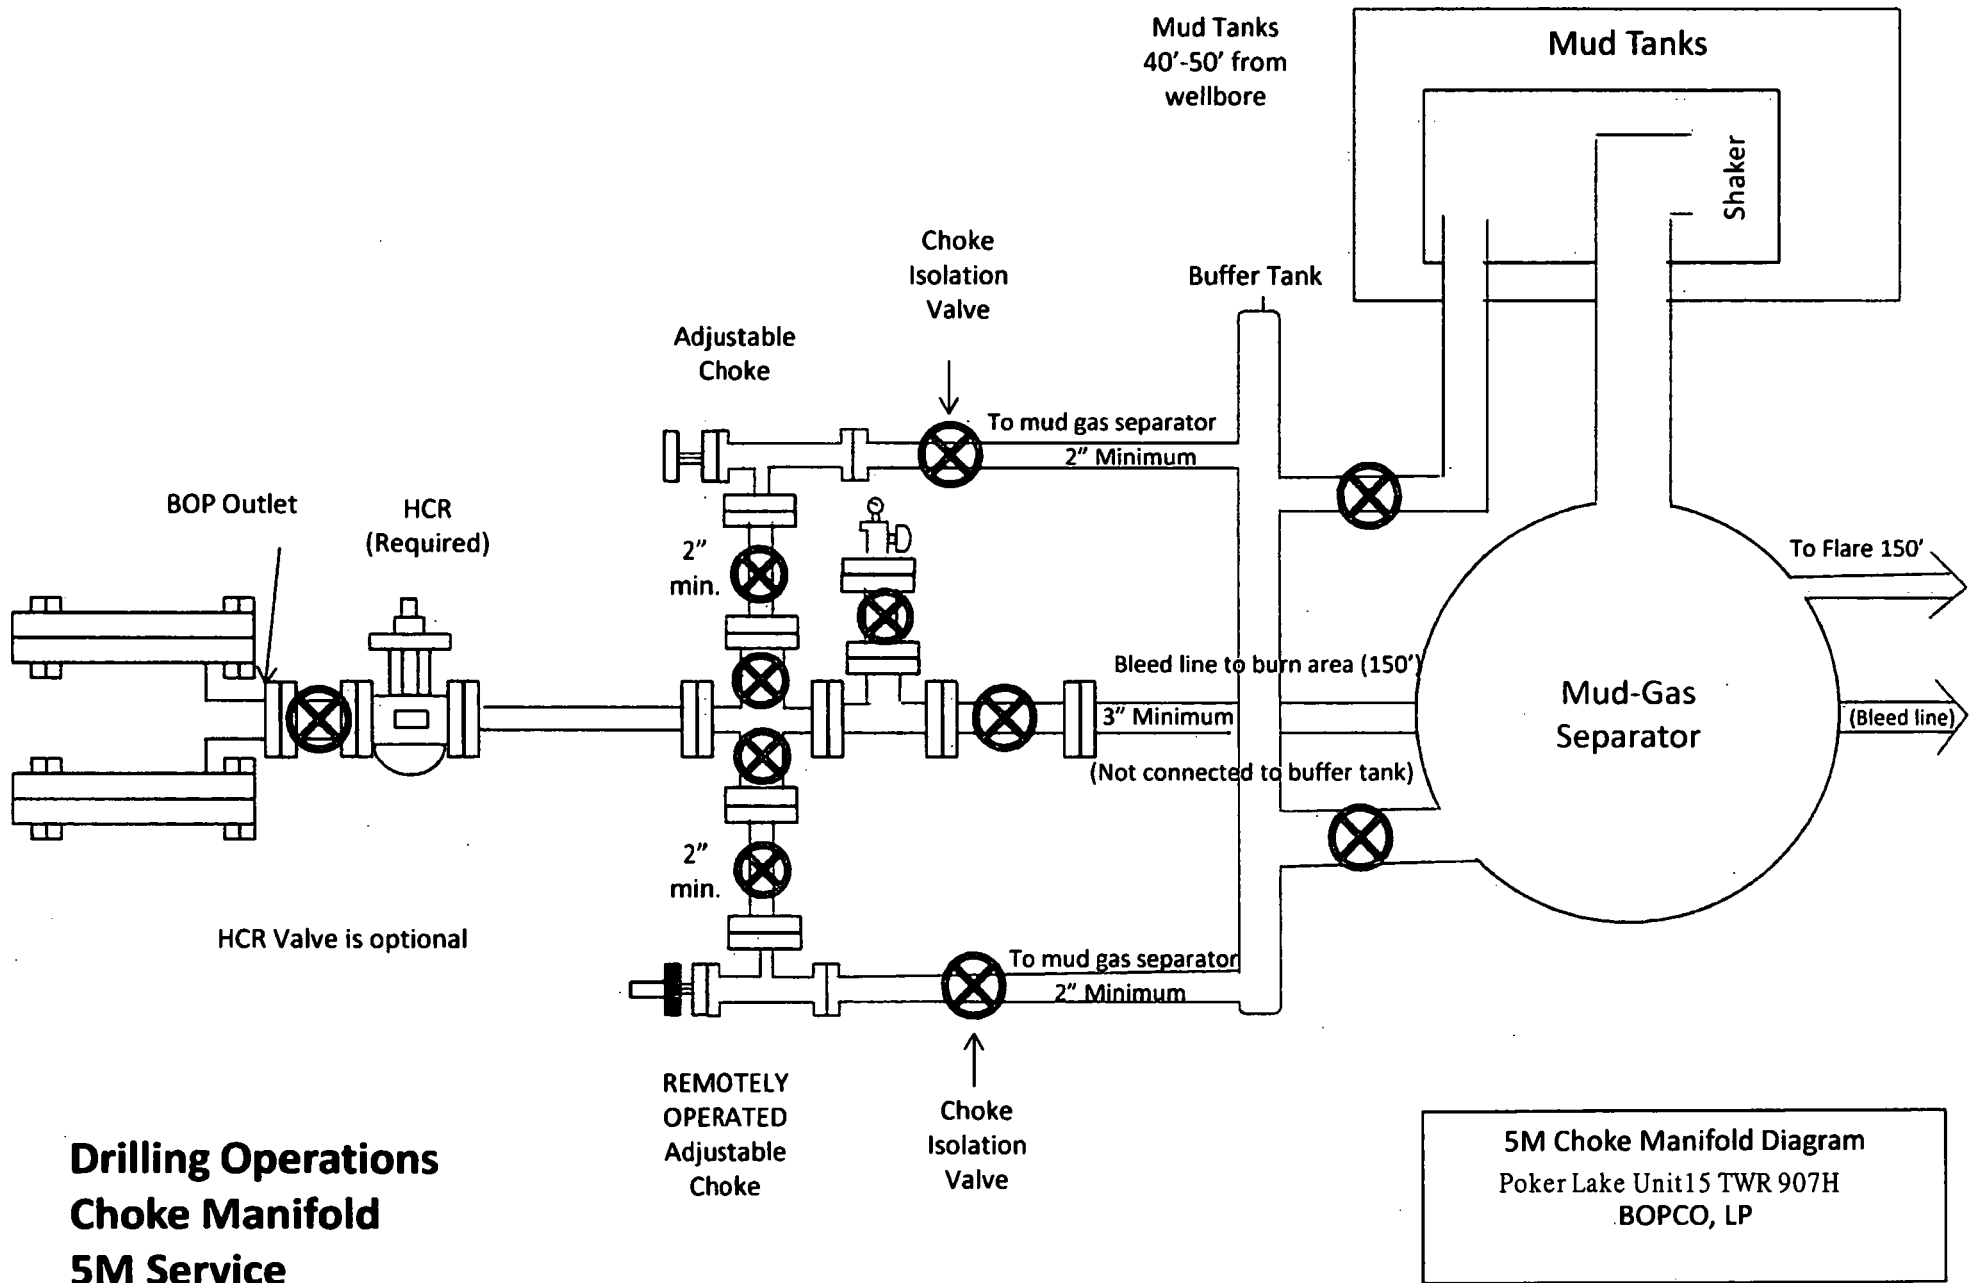 Mud Tanks
40'-50' from
wellbore
Mud Tanks
Shaker
Choke
Isolation
Valve
Buffer Tank
Adjustable
Choke
To mud gas separator
2" Minimum
BOP Outlet
HCR
(Required)
2"
min.
To Flare 150'
Bleed line to burn area (150')
3" Minimum
Mud-Gas
Separator
(Bleed line)
(Not connected to buffer tank)
2"
min.
HCR Valve is optional
To mud gas separator
2" Minimum
REMOTELY
OPERATED
Adjustable
Choke
Choke
Isolation
Valve
Drilling Operations
Choke Manifold
5M Service
5M Choke Manifold Diagram
Poker Lake Unit15 TWR 907H
BOPCO, LP